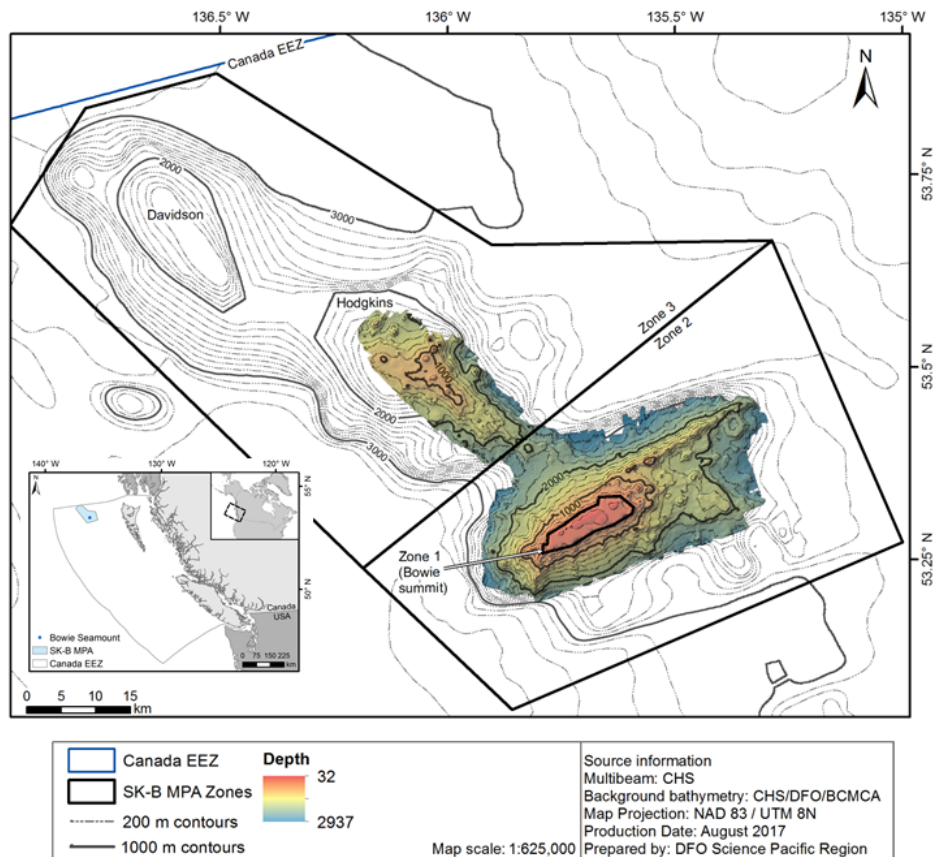 136.5° W
136° W
135.5° W
135° W
Canada EEZ
N
53.75° N
2000
Davidson
3000
Hodgkins
Zone 3
Zone 2
1000
53.5° N
2000
3000
2000
1000
Zone 1
(Bowie
summit)
53.25° N
140° W
130° W
120° W
N
55° N
50° N
Canada
USA
Bowie Seamount
SK-B MPA
Canada EEZ
0 75 150 225
km
0 5 10 15
km
Canada EEZ
SK-B MPA Zones
200 m contours
1000 m contours
Depth
32
2937
Map scale: 1:625,000
Source information
Multibeam: CHS
Background bathymetry: CHS/DFO/BCMCA
Map Projection: NAD 83 / UTM 8N
Production Date: August 2017
Prepared by: DFO Science Pacific Region